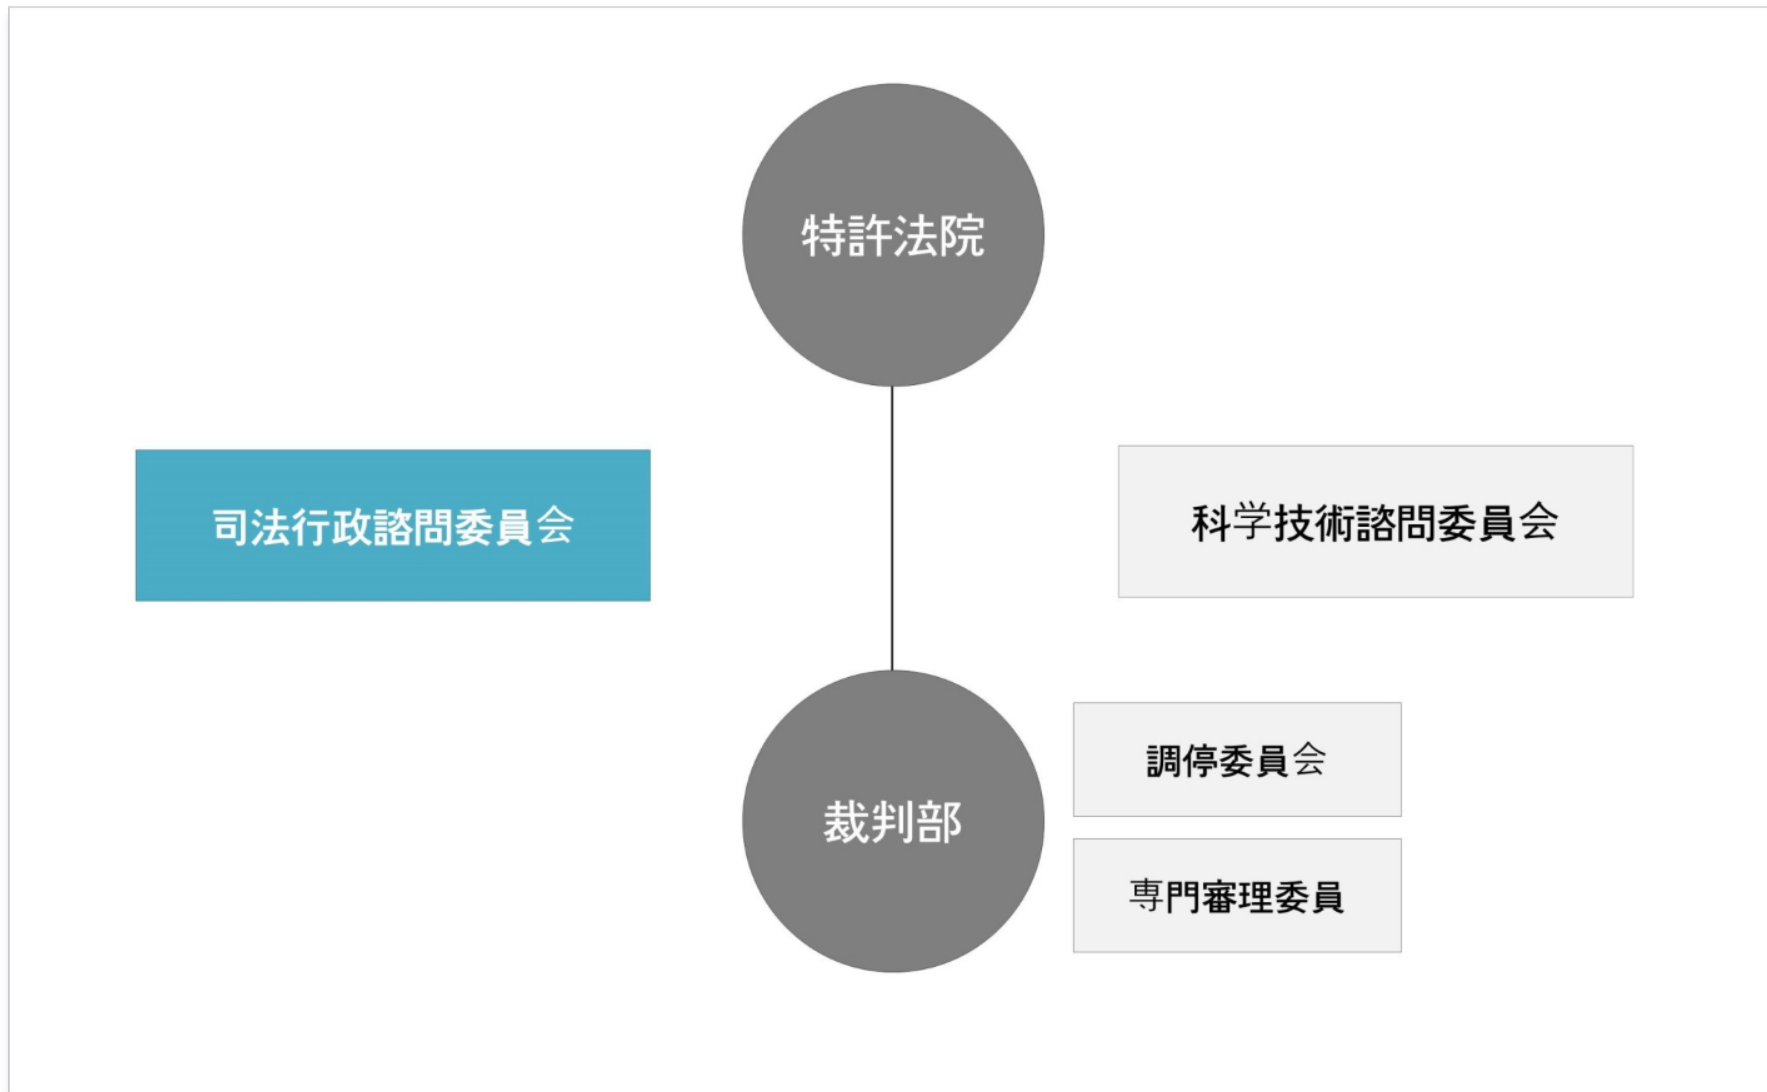 特許法院
司法行政諮問委員会
科学技術諮問委員会
裁判部
調停委員会
専門審理委員